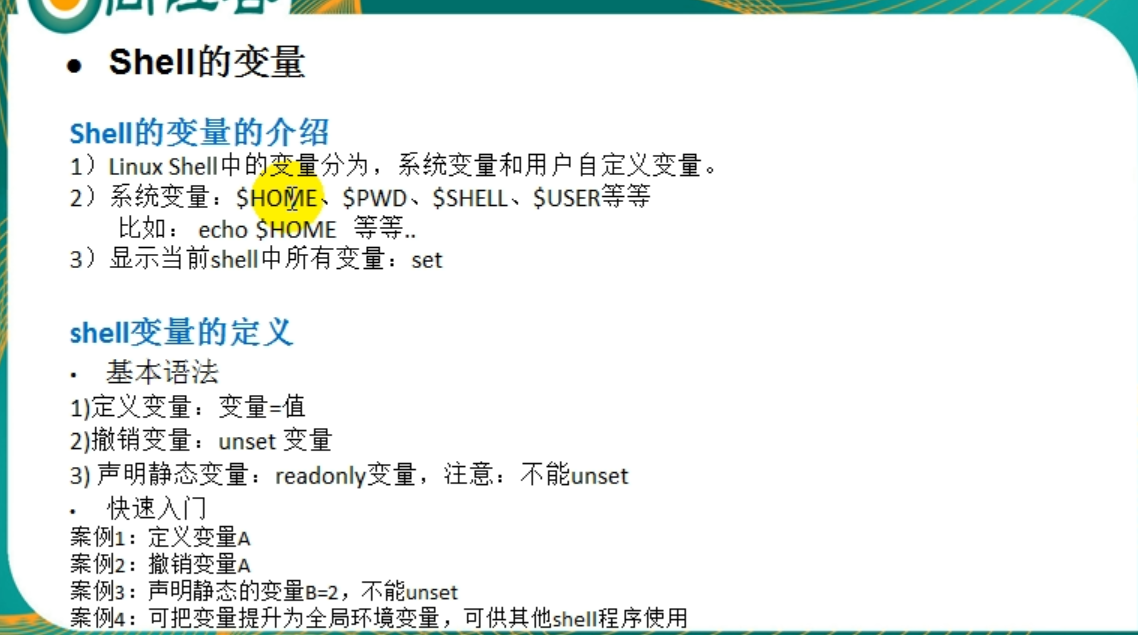 ● Shell的变量
Shell的变量的介绍
1）Linux Shell中的变量分为，系统变量和用户自定义变量。
2）系统变量：$HOME、$PWD、$SHELL、$USER等等
比如： echo $HOME 等等..
3）显示当前shell中所有变量：set
shell变量的定义
• 基本语法
1)定义变量：变量=值
2)撤销变量：unset 变量
3) 声明静态变量：readonly变量，注意：不能unset
• 快速入门
案例1：定义变量A
案例2：撤销变量A
案例3：声明静态的变量B=2，不能unset
案例4：可把变量提升为全局环境变量，可供其他shell程序使用